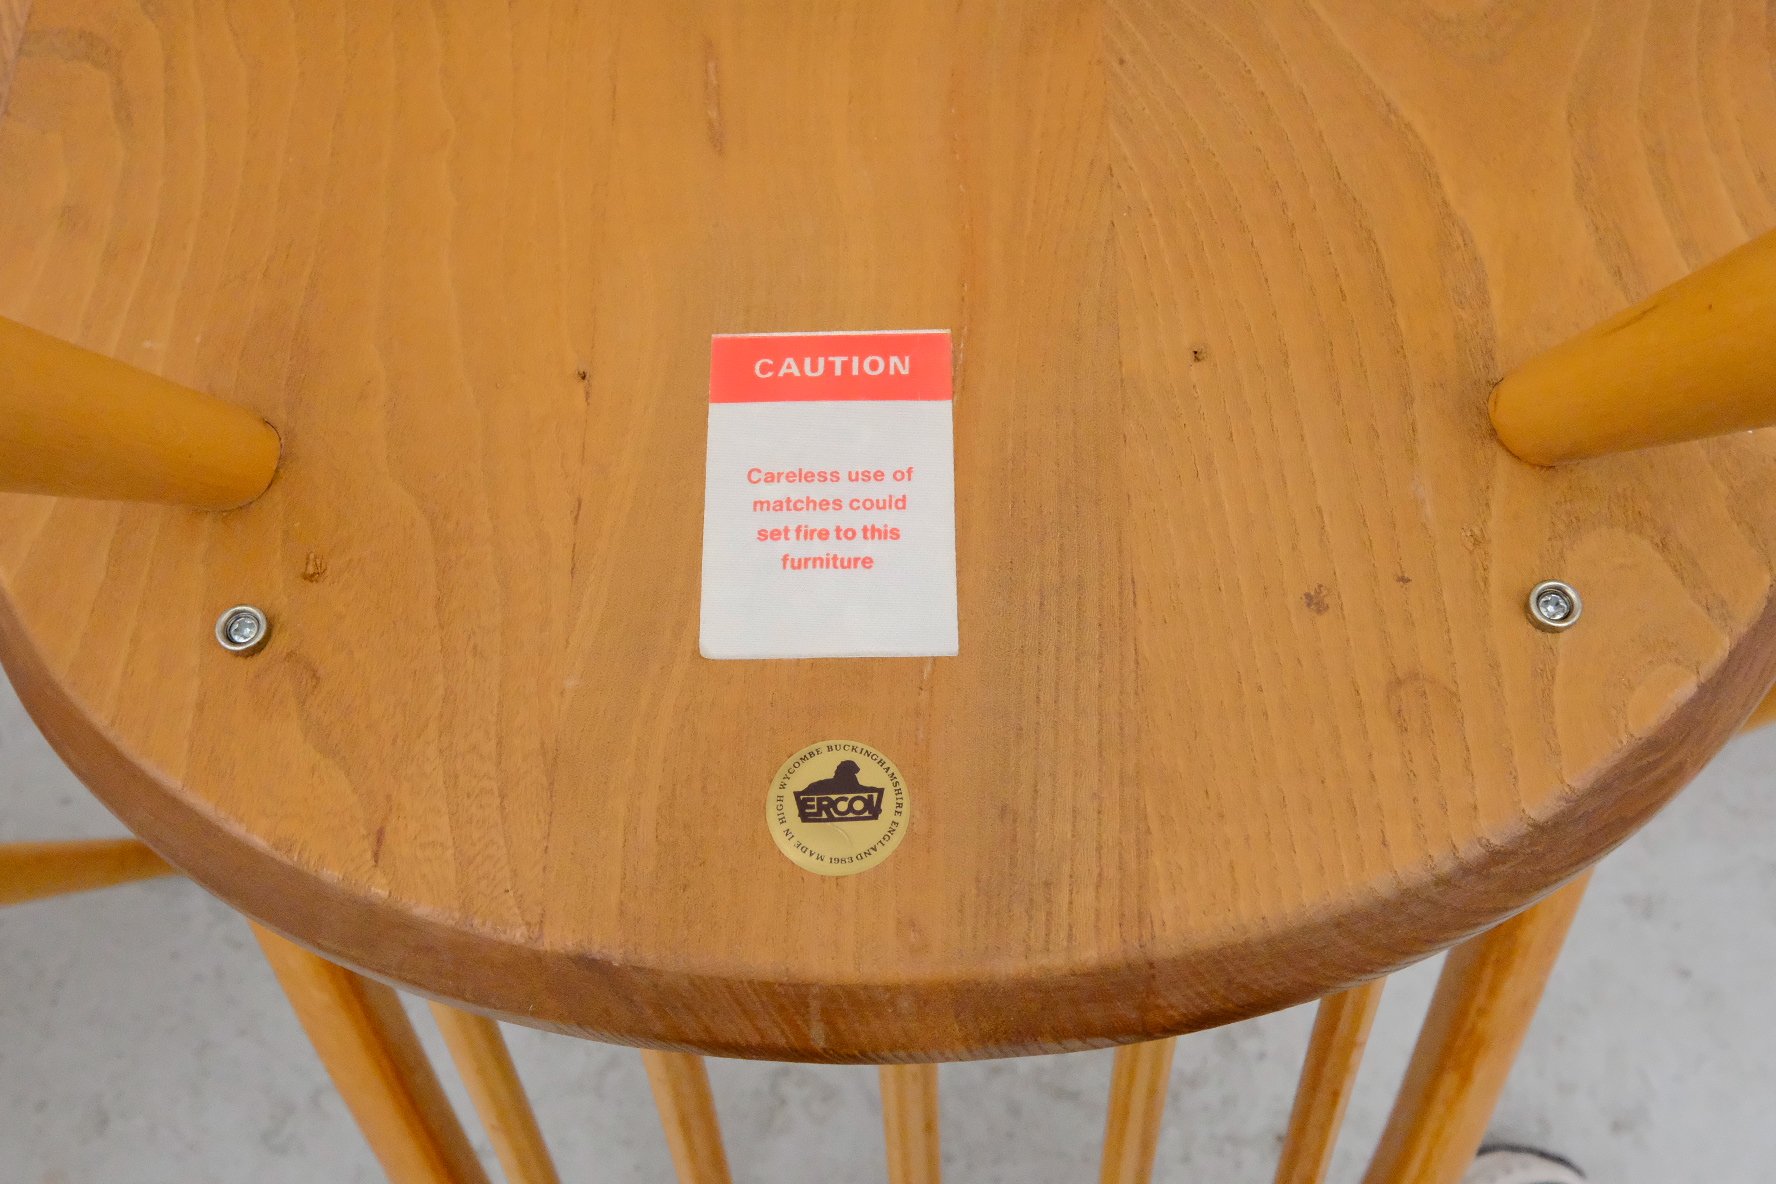 CAUTION
Careless use of
matches could
set fire to this
furniture
ERCOL
MADE IN HIGH WYCOMBE BUCKINGHAMSHIRE ENGLAND 1983